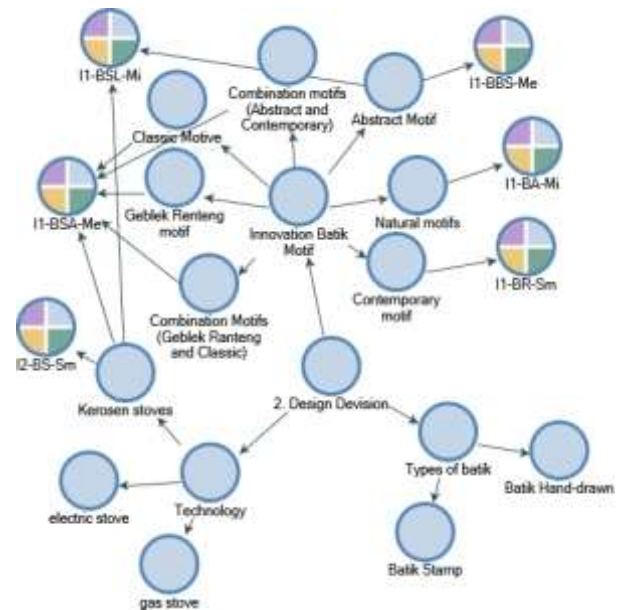 I1-BSL-Mi
Combination motifs
(Abstract and
Contemporary)
Abstract Motif
I1-BBS-Me
Classic Motive
I1-BA-Mi
I1-BSA-Me
Geblek Renteng
motif
Innovation Batik
Motif
Natural motifs
Contemporary
motif
I1-BR-Sm
Combination Motifs
(Geblek Ranteng
and Classic)
I2-BS-Sm
Kerosen stoves
2. Design Devision
Types of batik
Batik Hand-drawn
electric stove
Technology
Batik Stamp
gas stove